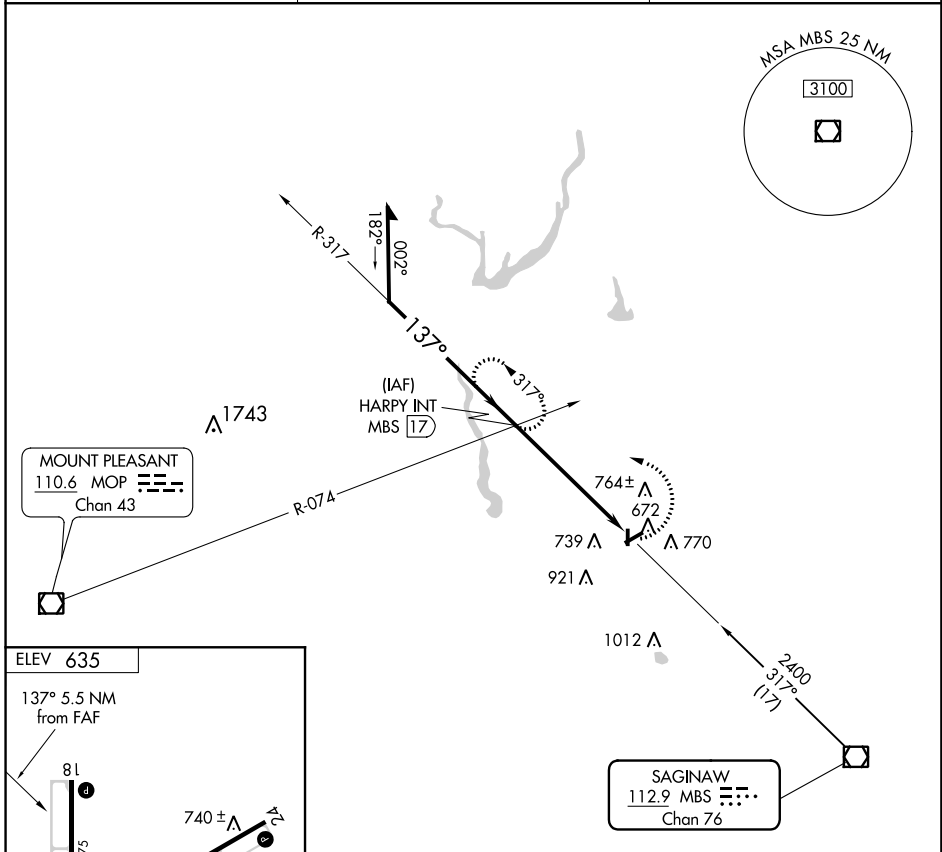 MSA MBS 25 NM
3100
R-317
182°
002°
137°
317°
(IAF)
HARPY INT
MBS 17
1743
MOUNT PLEASANT
110.6 MOP
Chan 43
R-074
764±
672
739
770
921
1012
2400
317°
(17)
SAGINAW
112.9 MBS
Chan 76
ELEV 635
137° 5.5 NM
from FAF
18
P
75
740 ±
24
P